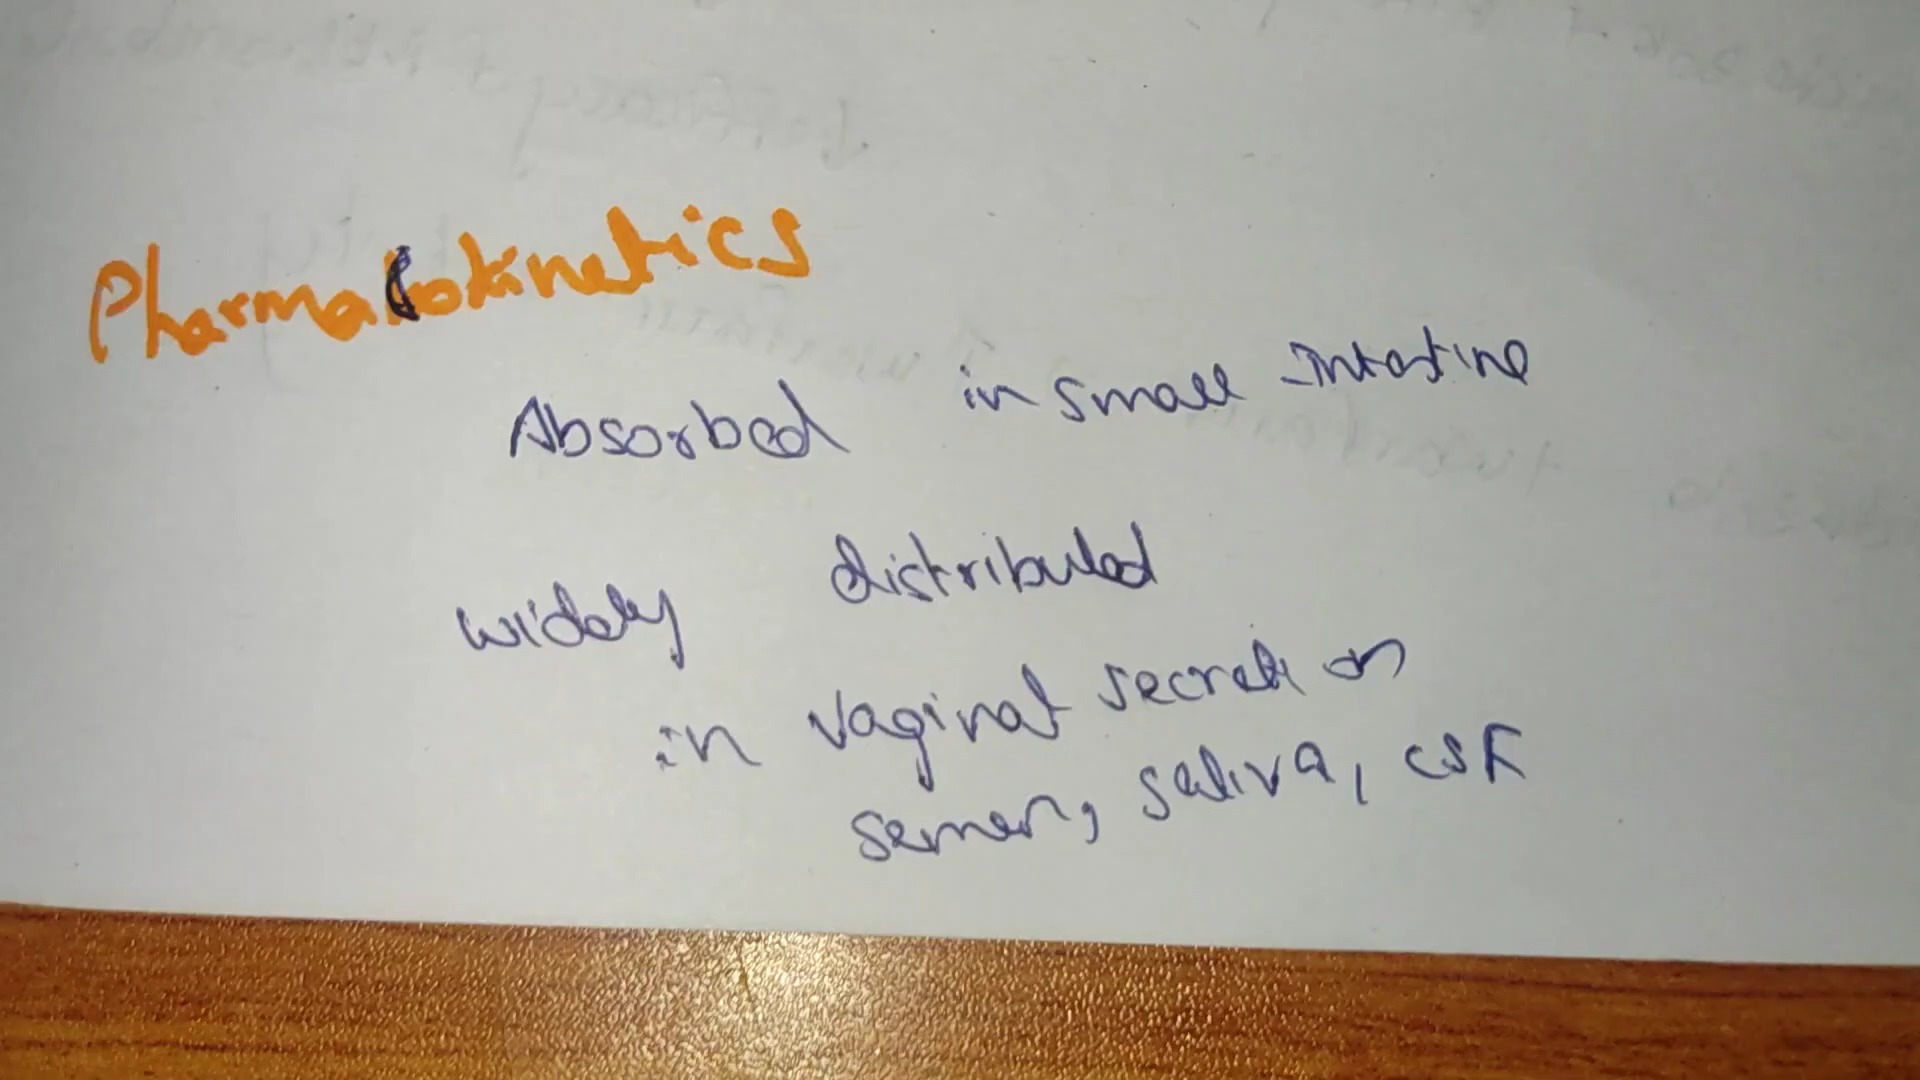 Pharmacokinetics
Absorbed in small Intestine
widely distributed
in vaginal secretion
semen, saliva, CSF